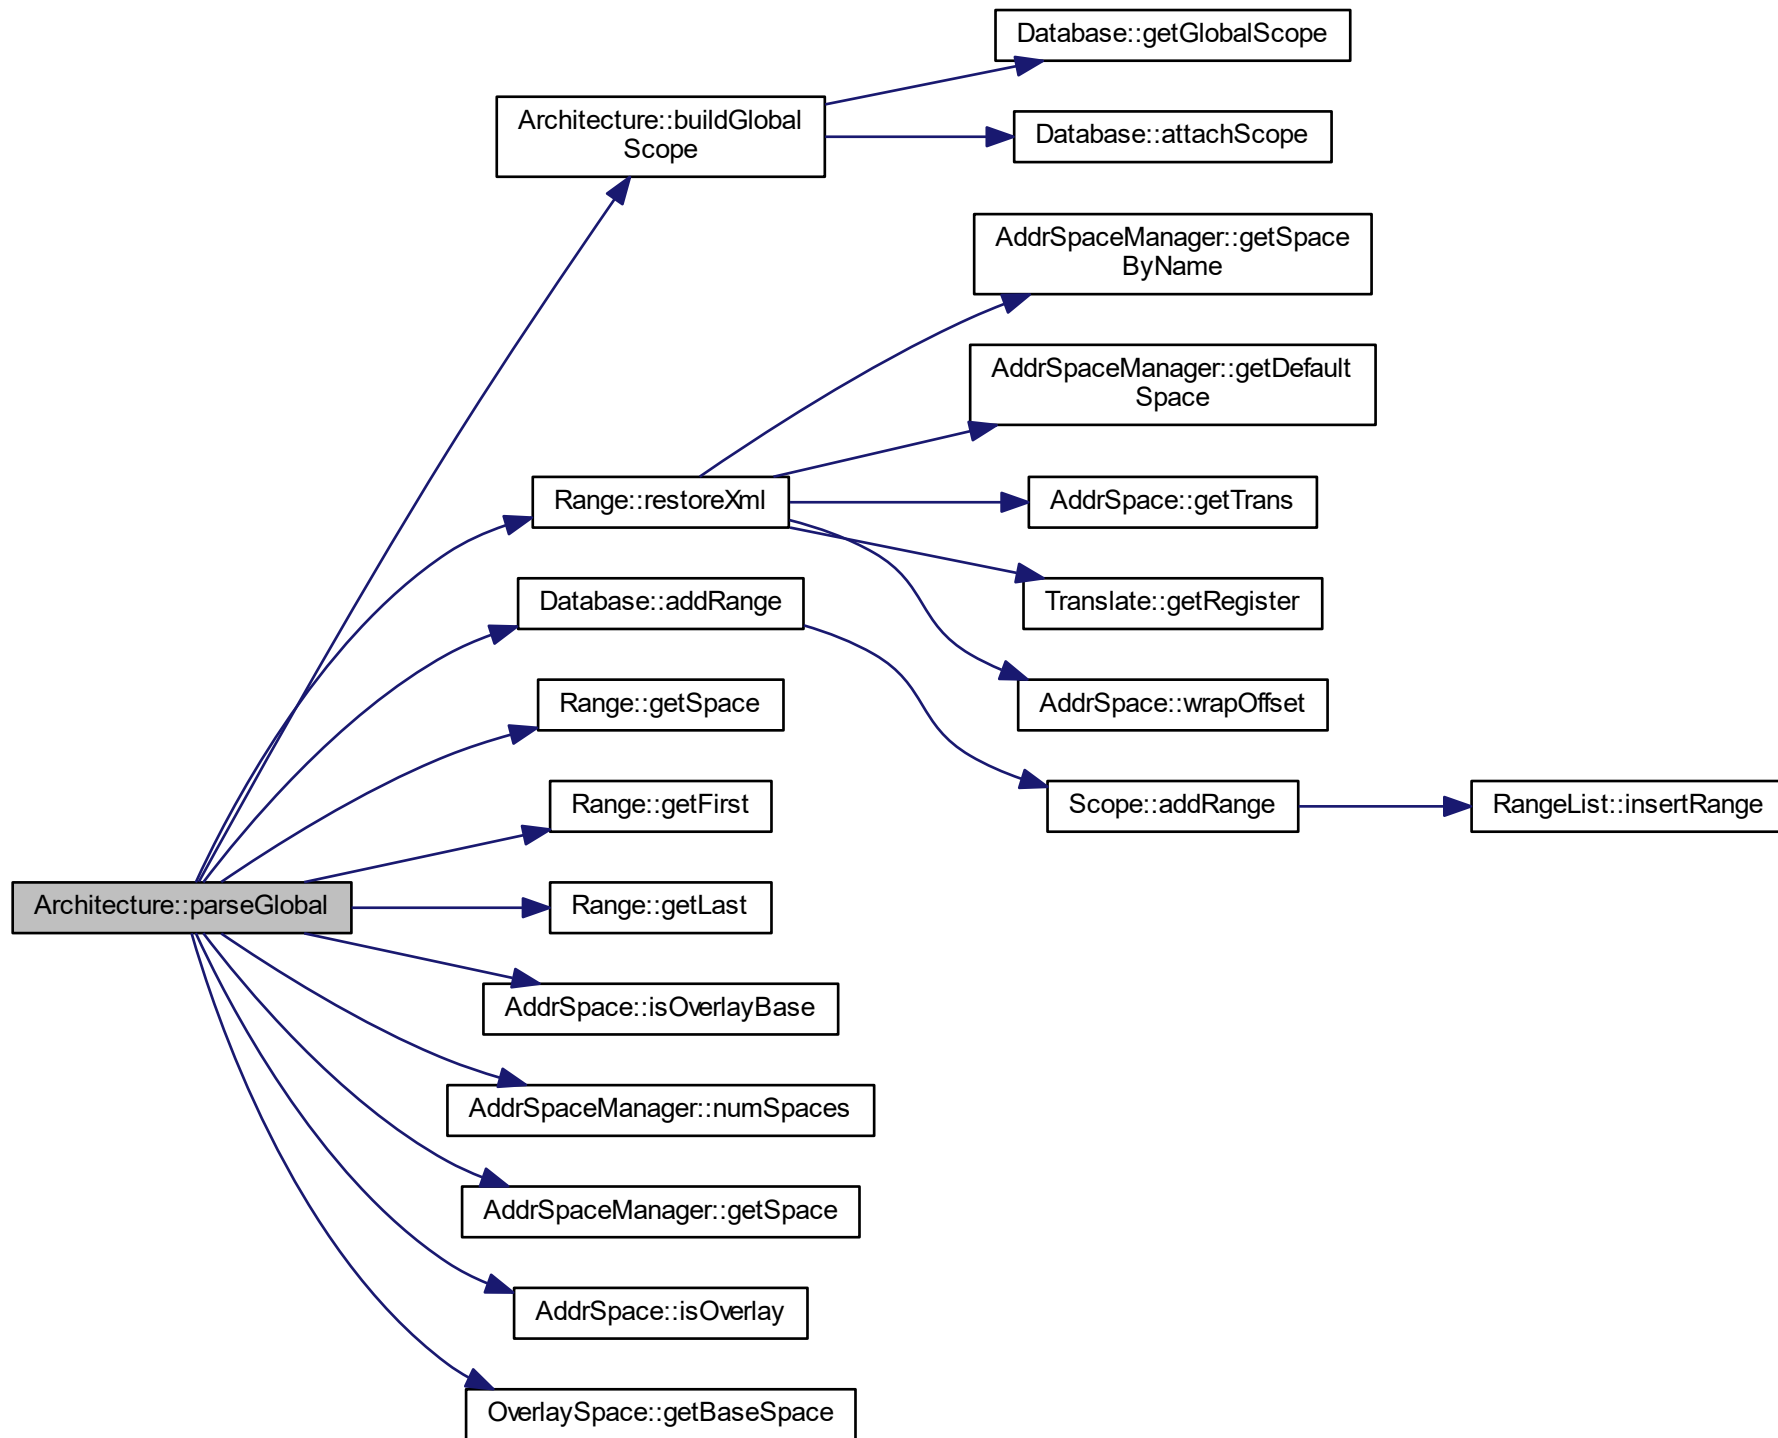 Database::getGlobalScope
Architecture::buildGlobal
Scope
Database::attachScope
AddrSpaceManager::getSpace
ByName
AddrSpaceManager::getDefault
Space
Range::restoreXml
AddrSpace::getTrans
Database::addRange
Translate::getRegister
Range::getSpace
AddrSpace::wrapOffset
Range::getFirst
Scope::addRange
RangeList::insertRange
Architecture::parseGlobal
Range::getLast
AddrSpace::isOverlayBase
AddrSpaceManager::numSpaces
AddrSpaceManager::getSpace
AddrSpace::isOverlay
OverlaySpace::getBaseSpace